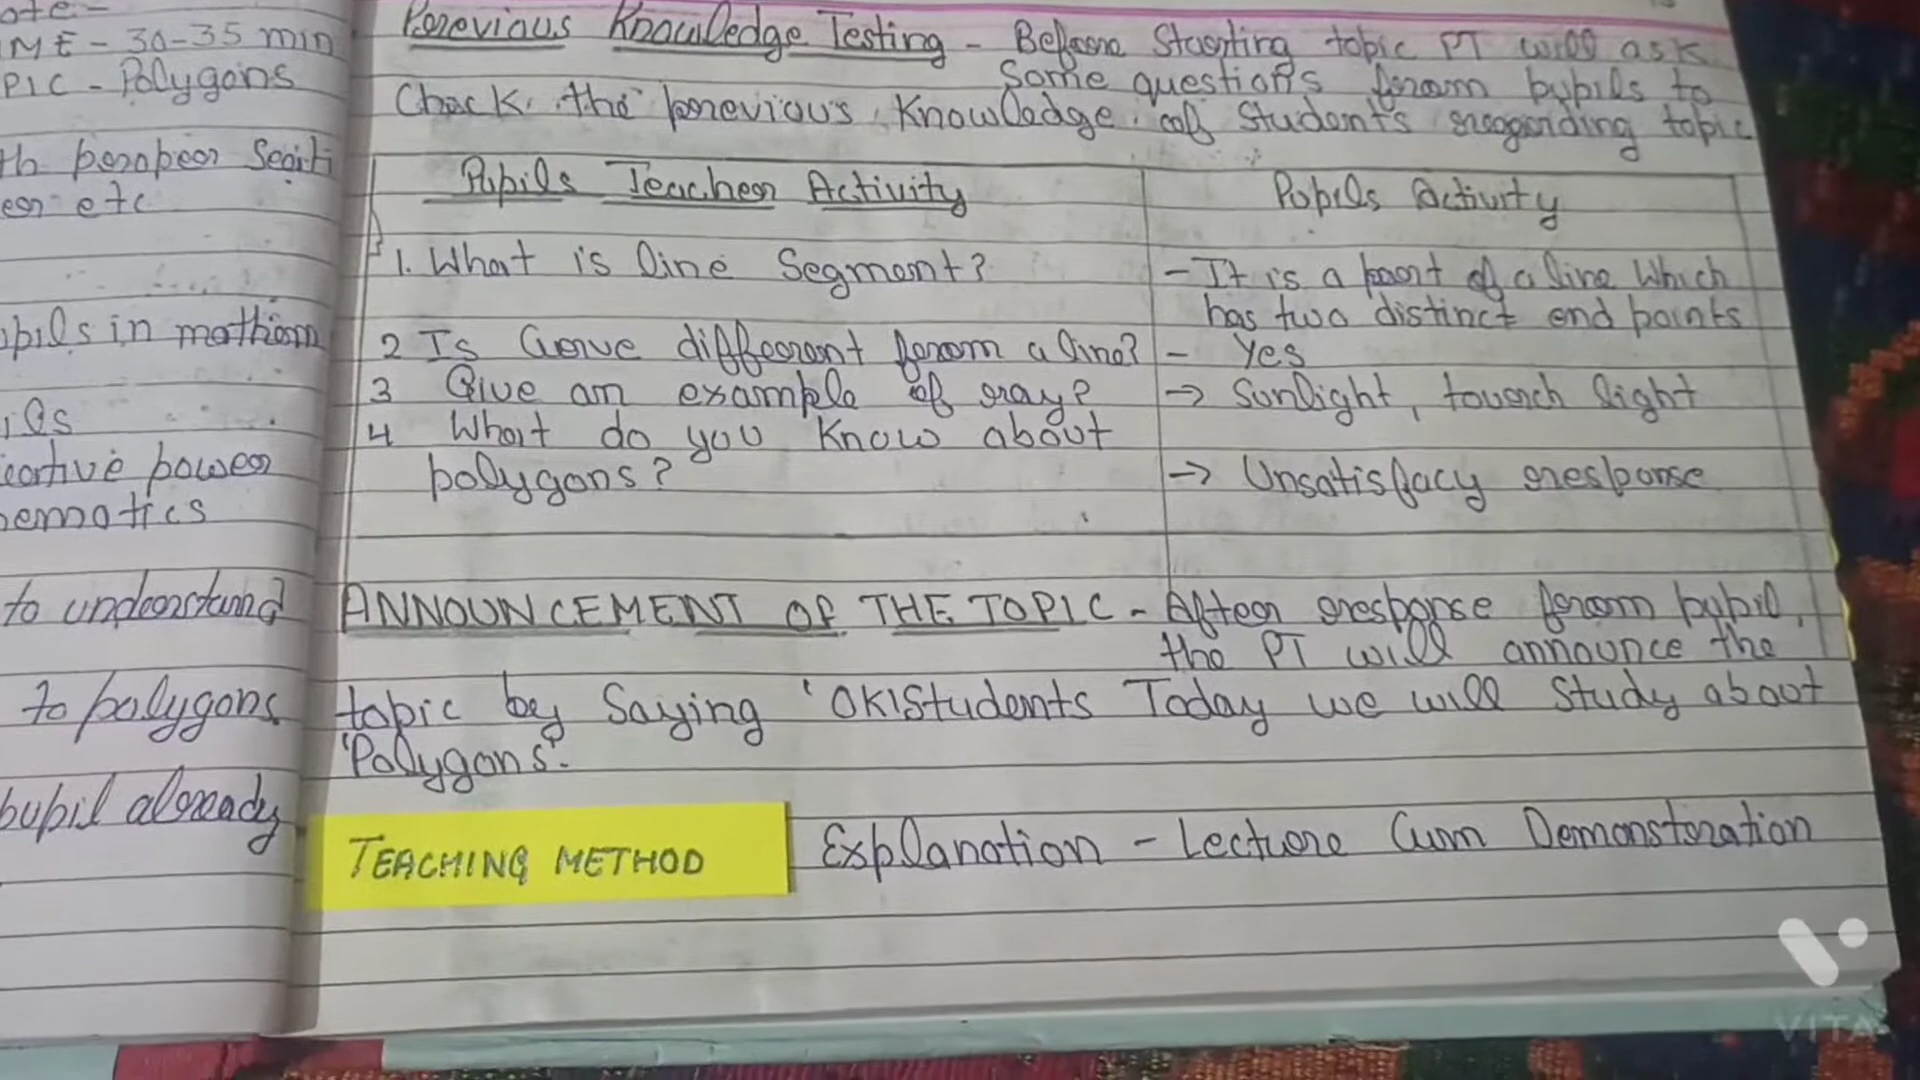 ote-
ME - 30-35 min
PIC - Polygons
eor etc
pils in mathem
ils
eative power
ematics
to understand
to polygons
pupil already
Previous Knowledge Testing - Before Starting topic PT will ask
Some questions from pupils to
Check the previous Knowledge of Students regarding topic
Pupils Teacher Activity
Pupils Activity
1. What is line Segment?
- It is a part of a line Which
has two distinct end points
2 Is Curve different from a line?
- Yes
3 Give an example of ray?
→ Sunlight, tourch light
4 What do you Know about
polygons?
→ Unsatisfacy response
ANNOUNCEMENT OF THE TOPIC - After response from pupil,
the PT will announce the
topic by Saying 'OK!Students Today we will Study about
'Polygons'.
TEACHING METHOD
Explanation - Lecture Cum Demonstration
VITA